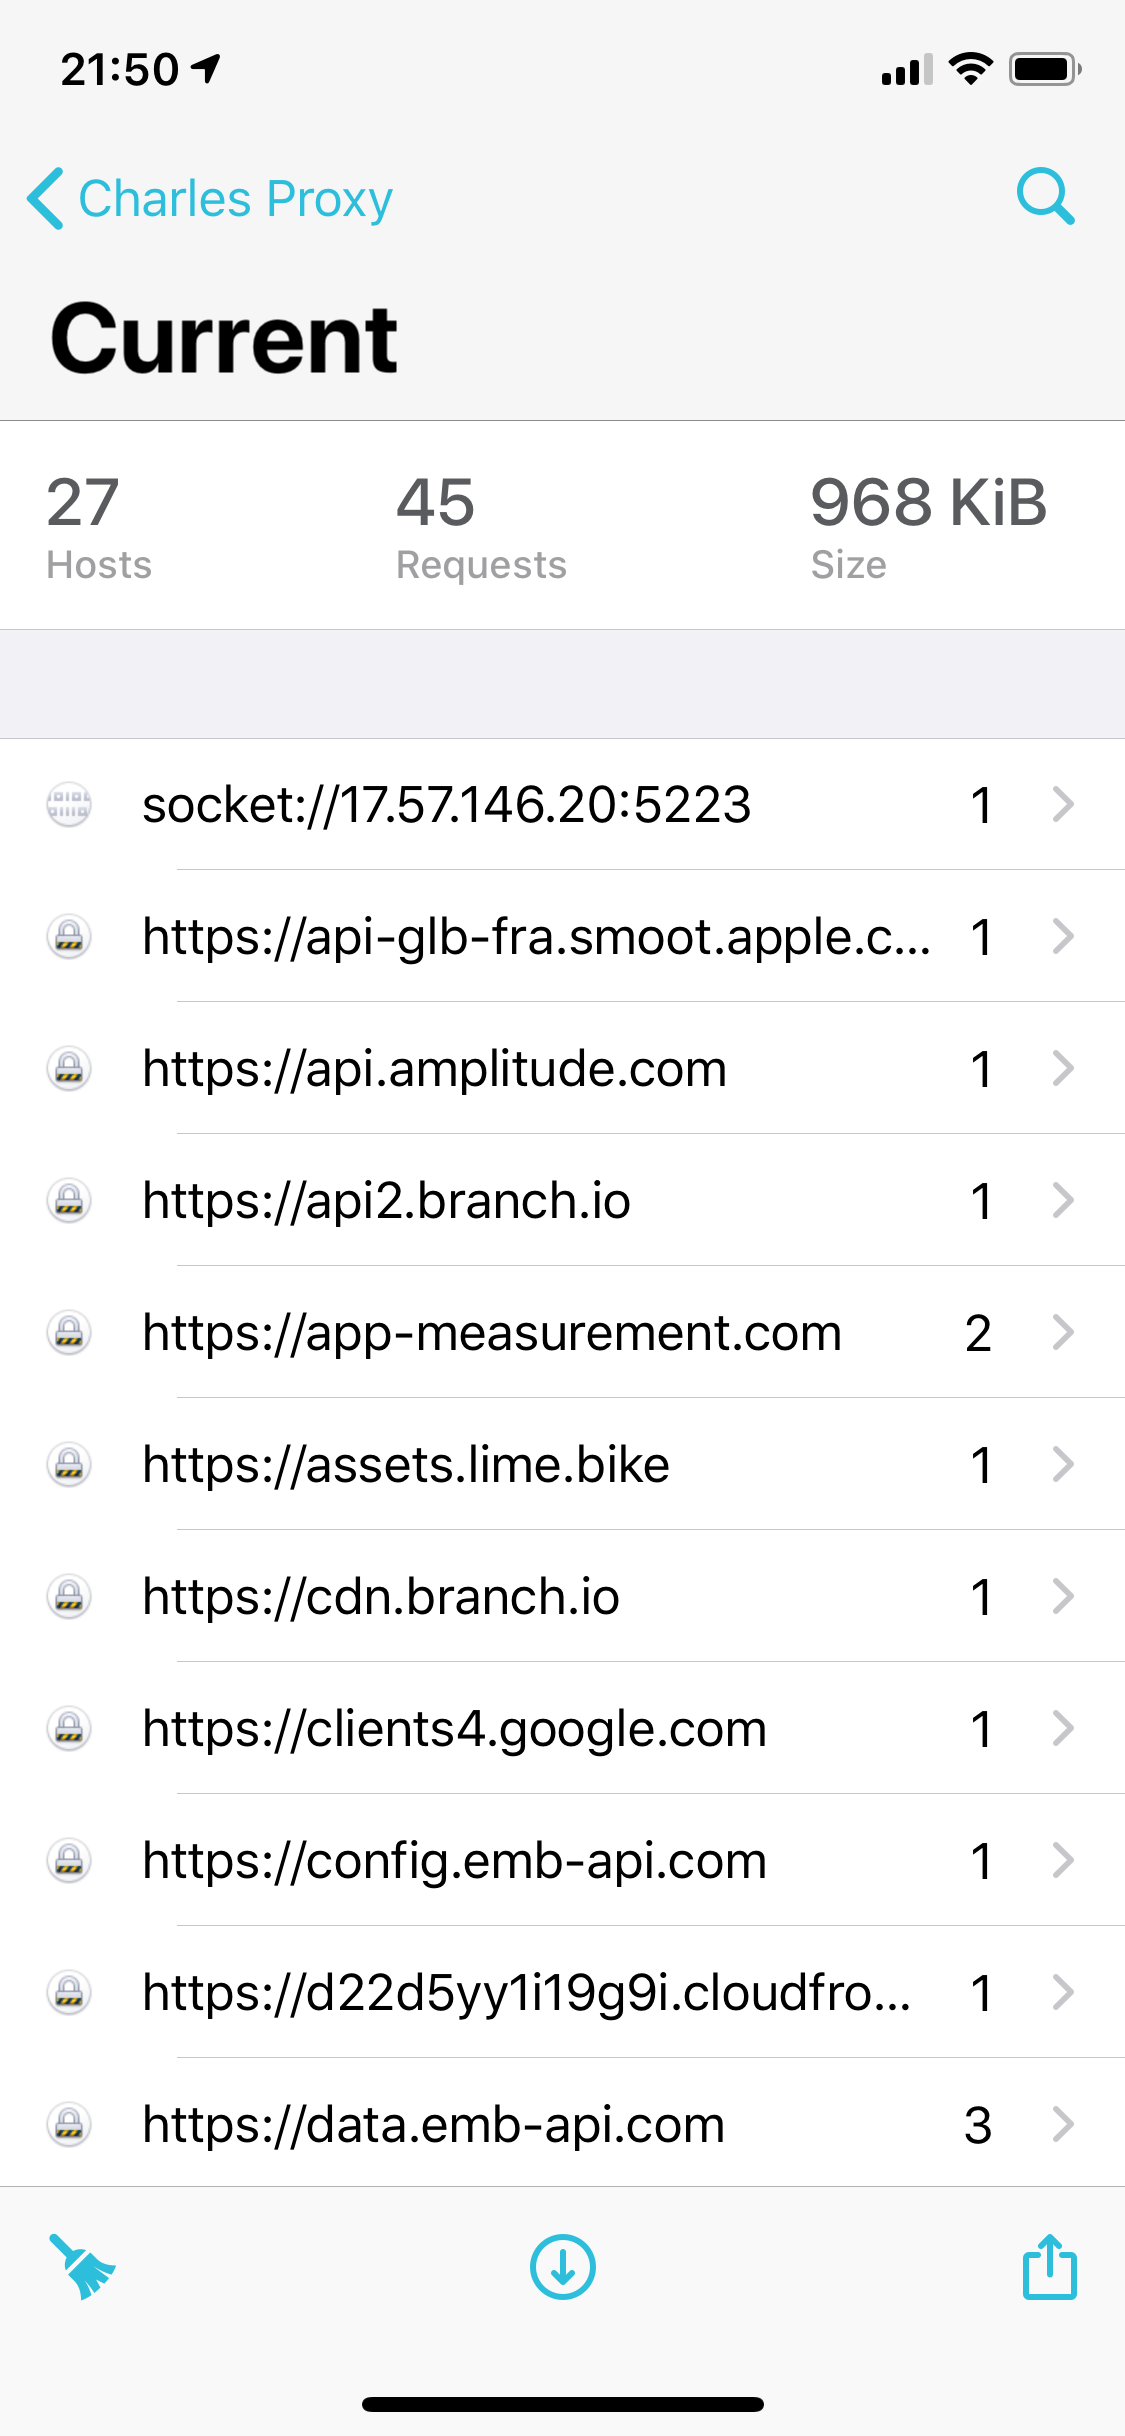 21:50
Charles Proxy
Current
27 45 968 KiB
Hosts Requests Size
socket://17.57.146.20:5223 1
https://api-glb-fra.smoot.apple.c... 1
https://api.amplitude.com 1
https://api2.branch.io 1
https://app-measurement.com 2
https://assets.lime.bike 1
https://cdn.branch.io 1
https://clients4.google.com 1
https://config.emb-api.com 1
https://d22d5yy1i19g9i.cloudfro... 1
https://data.emb-api.com 3